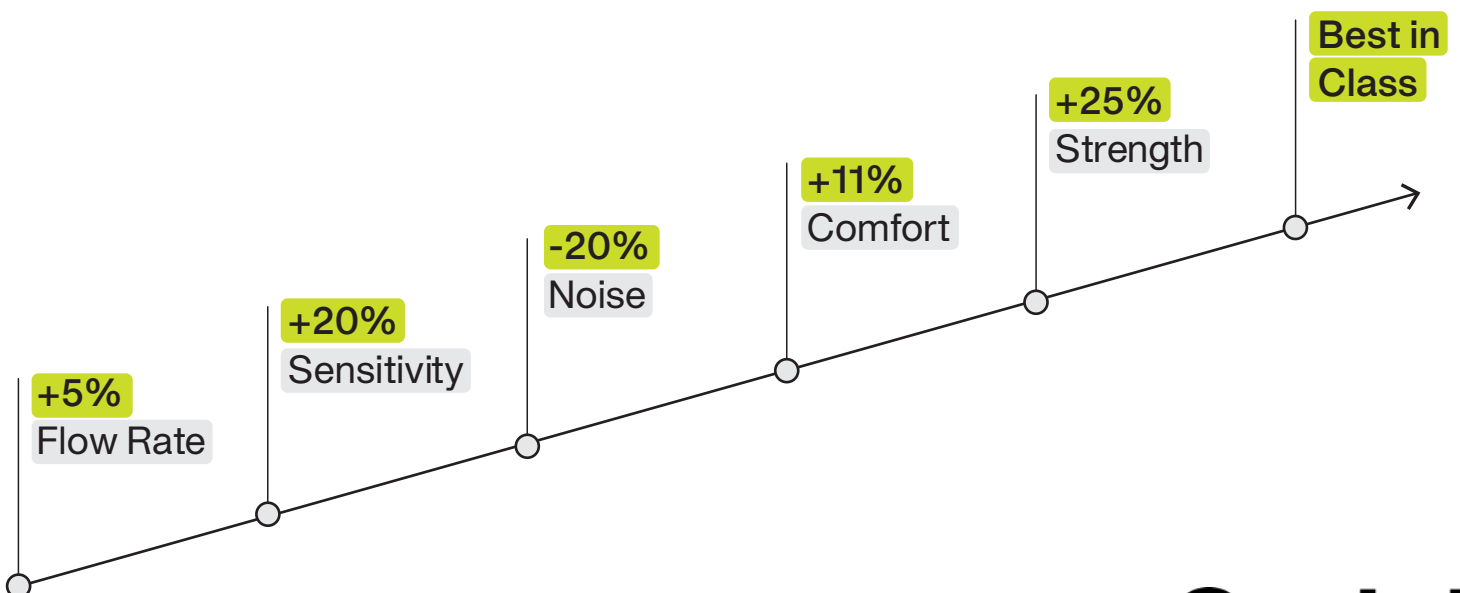 +5%
Flow Rate
+20%
Sensitivity
-20%
Noise
+11%
Comfort
+25%
Strength
Best in
Class